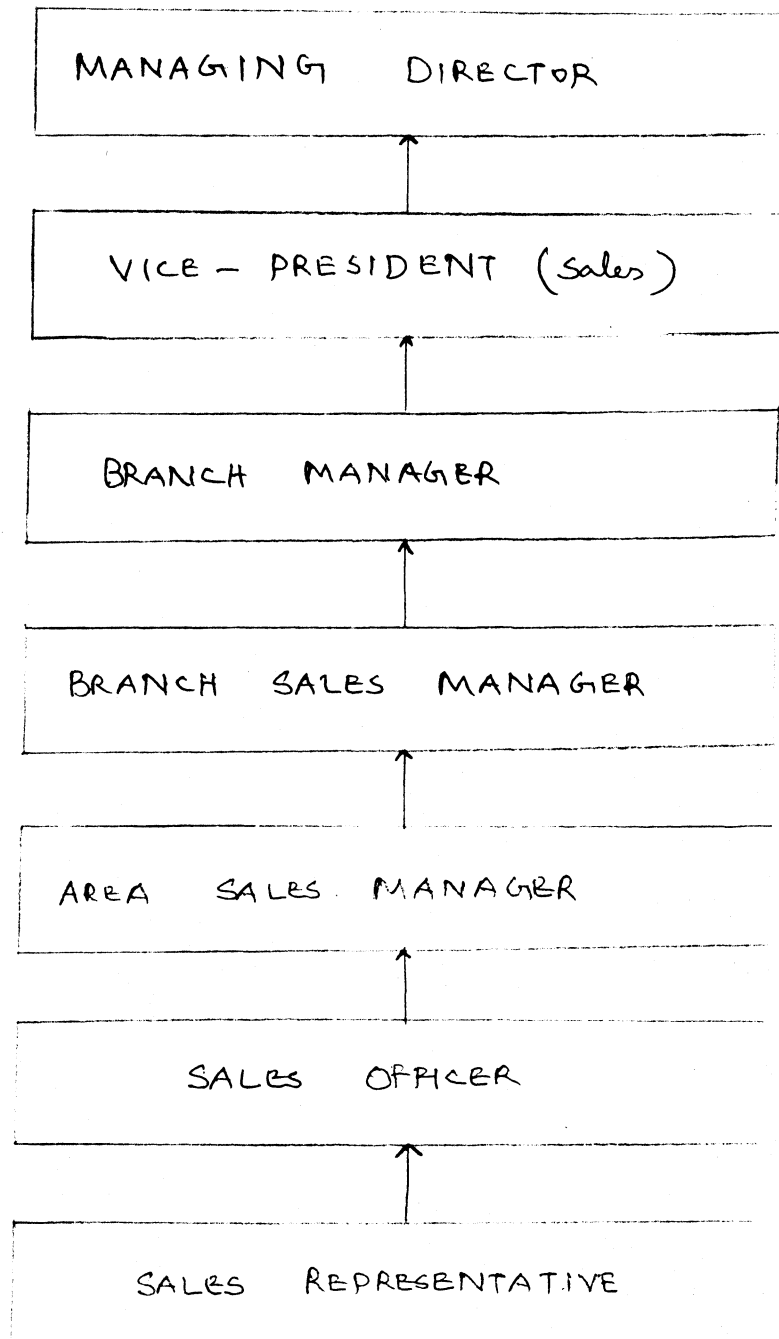 MANAGING DIRECTOR
VICE - PRESIDENT (Sales)
BRANCH MANAGER
BRANCH SALES MANAGER
AREA SALES MANAGER
SALES OFFICER
SALES REPRESENTATIVE